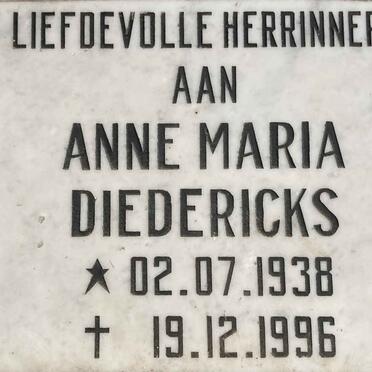 LIEFDEVOLLE HERRINNER
AAN
ANNE MARIA
DIEDERICKS
★ 02.07.1938
✝ 19.12.1996